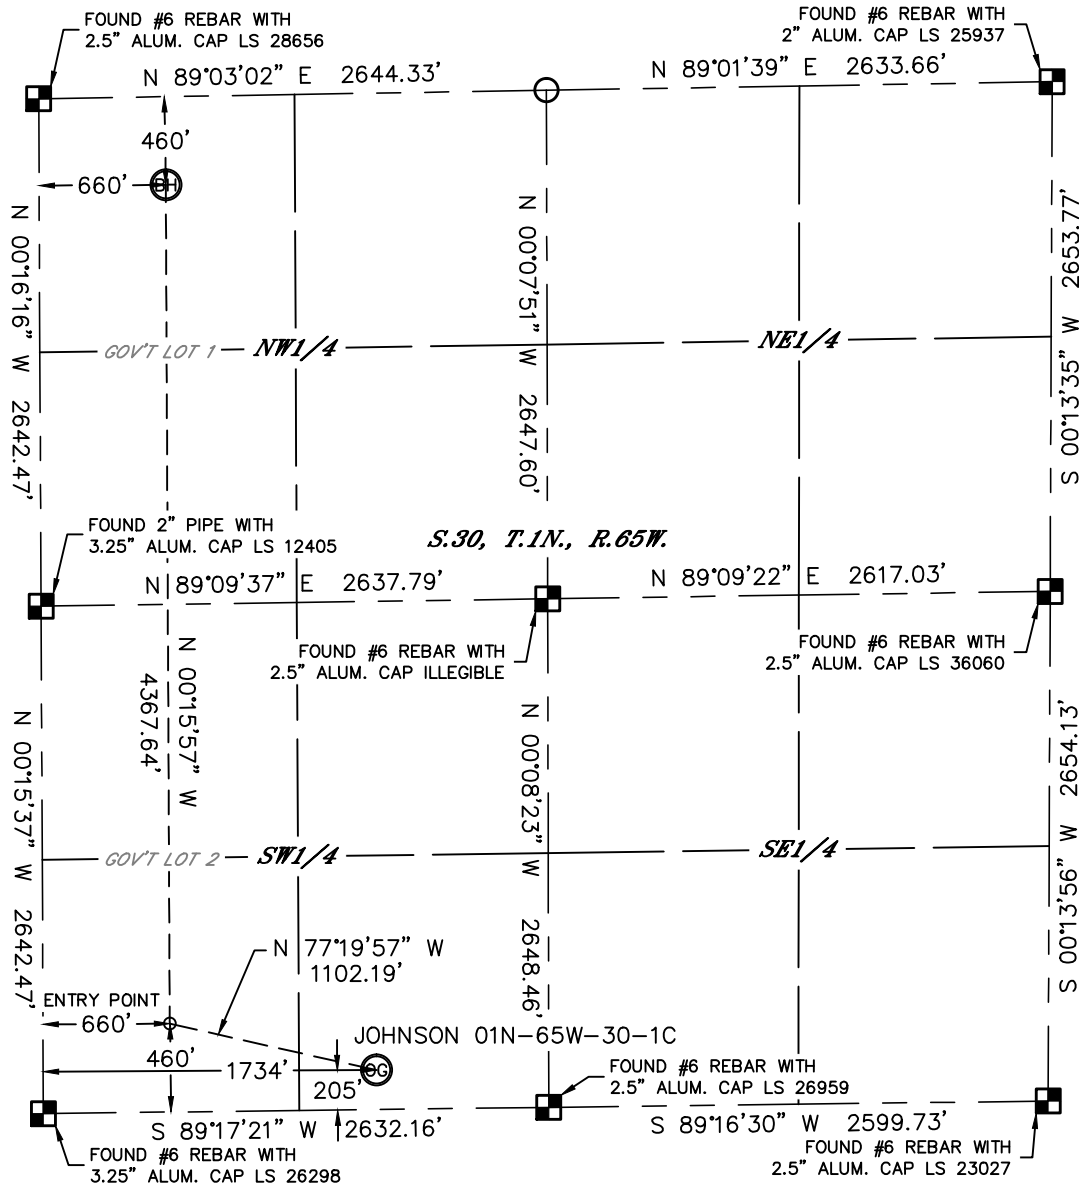 FOUND #6 REBAR WITH
2.5” ALUM. CAP LS 28656
FOUND #6 REBAR WITH
2” ALUM. CAP LS 25937
N 89°03'02” E 2644.33'
N 89°01'39” E 2633.66'
460'
660'
BH
N 00°16'16” W 2642.47'
N 00°07'51” W 2647.60'
S 00°13'35” W 2653.77'
GOV'T LOT 1
NW1/4
NE1/4
FOUND 2” PIPE WITH
3.25” ALUM. CAP LS 12405
S.30, T.1N., R.65W.
N 89°09'37” E 2637.79'
N 89°09'22” E 2617.03'
FOUND #6 REBAR WITH
2.5” ALUM. CAP ILLEGIBLE
FOUND #6 REBAR WITH
2.5” ALUM. CAP LS 36060
N 00°15'57” W
4367.64'
N 00°15'37” W 2642.47'
N 00°08'23” W 2648.46'
S 00°13'56” W 2654.13'
GOV'T LOT 2
SW1/4
SE1/4
N 77°19'57” W
1102.19'
ENTRY POINT
660'
JOHNSON 01N-65W-30-1C
460'
1734'
OG
205'
FOUND #6 REBAR WITH
2.5” ALUM. CAP LS 26959
S 89°17'21” W 2632.16'
S 89°16'30” W 2599.73'
FOUND #6 REBAR WITH
3.25” ALUM. CAP LS 26298
FOUND #6 REBAR WITH
2.5” ALUM. CAP LS 23027